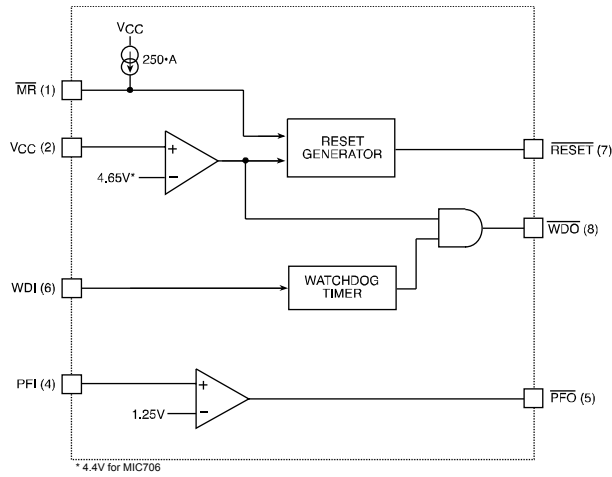 VCC
250•A
MR (1)
VCC (2)
+
4.65V*
−
RESET
GENERATOR
RESET (7)
WDO (8)
WDI (6)
WATCHDOG
TIMER
PFI (4)
+
1.25V
−
PFO (5)
* 4.4V for MIC706